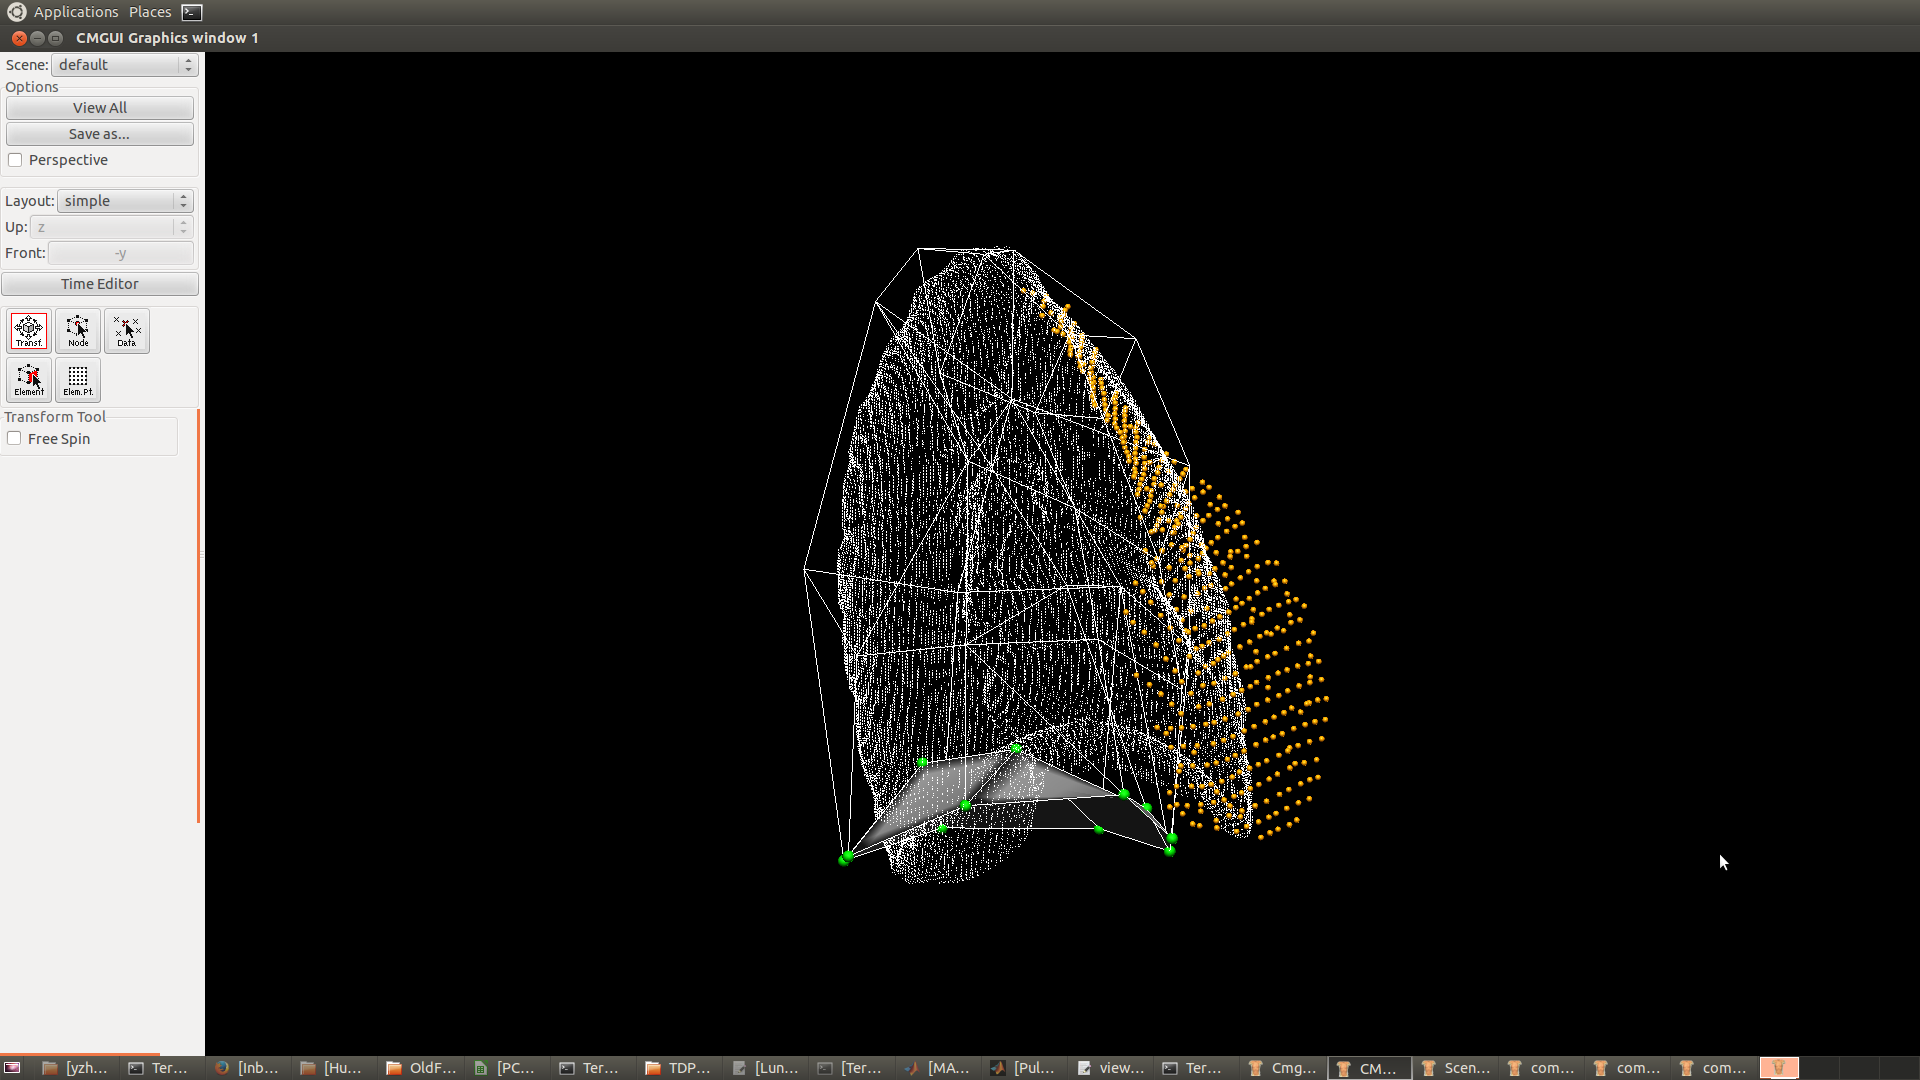 Applications Places
CMGUI Graphics window 1
Scene: default
Options
View All
Save as...
Perspective
Layout: simple
Up: z
Front: -y
Time Editor
Transf. Node Data
Element Elem. Pt.
Transform Tool
Free Spin
[yzh... Ter... [Inb... [Hu... OldF... [PC... Ter... TDP... [Lun... [Ter... [MA... [Pul... view... Ter... Cmg... CM... Scen... com... com... com...